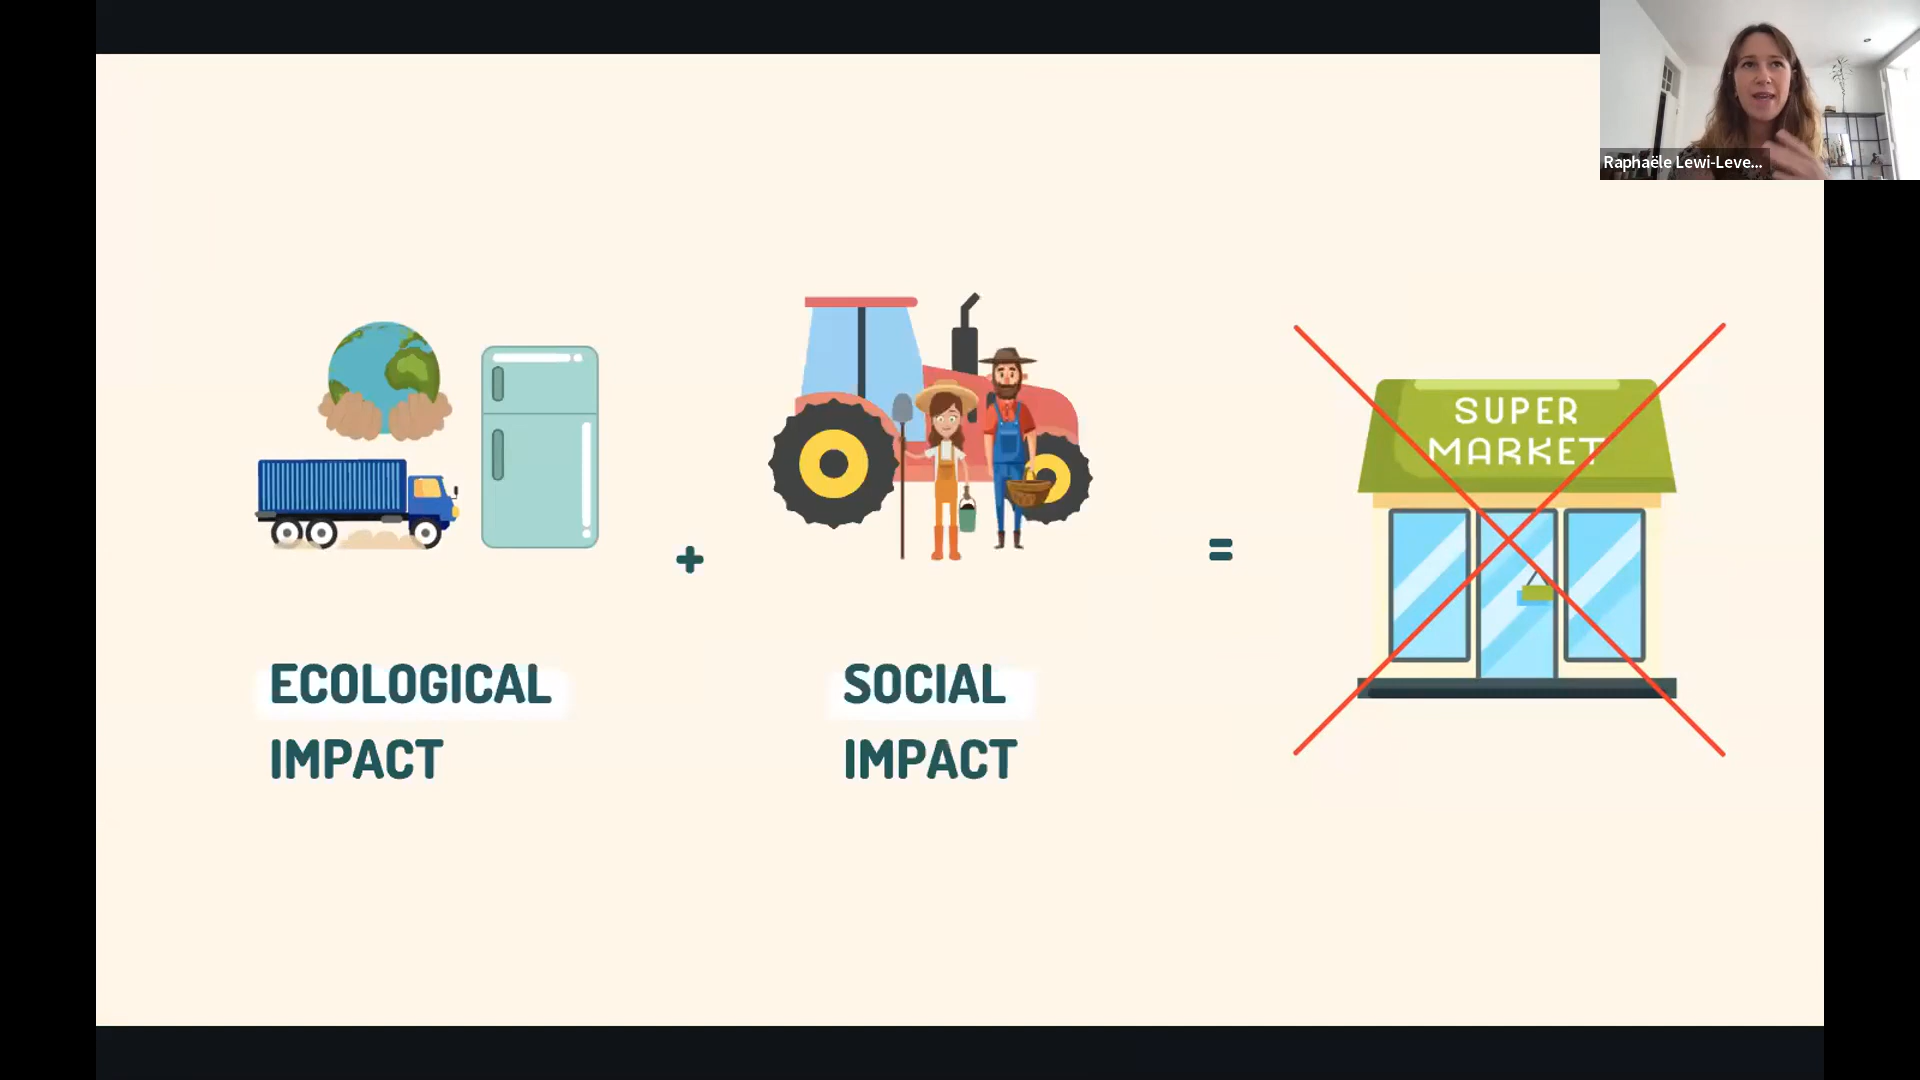 Raphaële Lewi-Leve...
SUPER
MARKET
+
=
ECOLOGICAL
IMPACT
SOCIAL
IMPACT